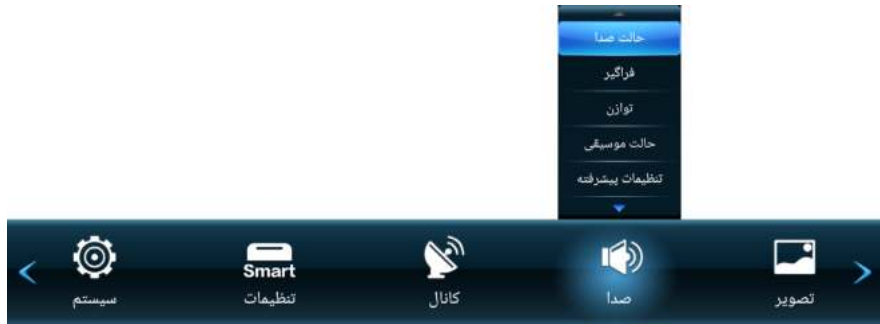 حالت صدا
فراگیر
توازن
حالت موسیقی
تنظیمات پیشرفته
تصویر
صدا
کانال
Smart
تنظیمات
سیستم